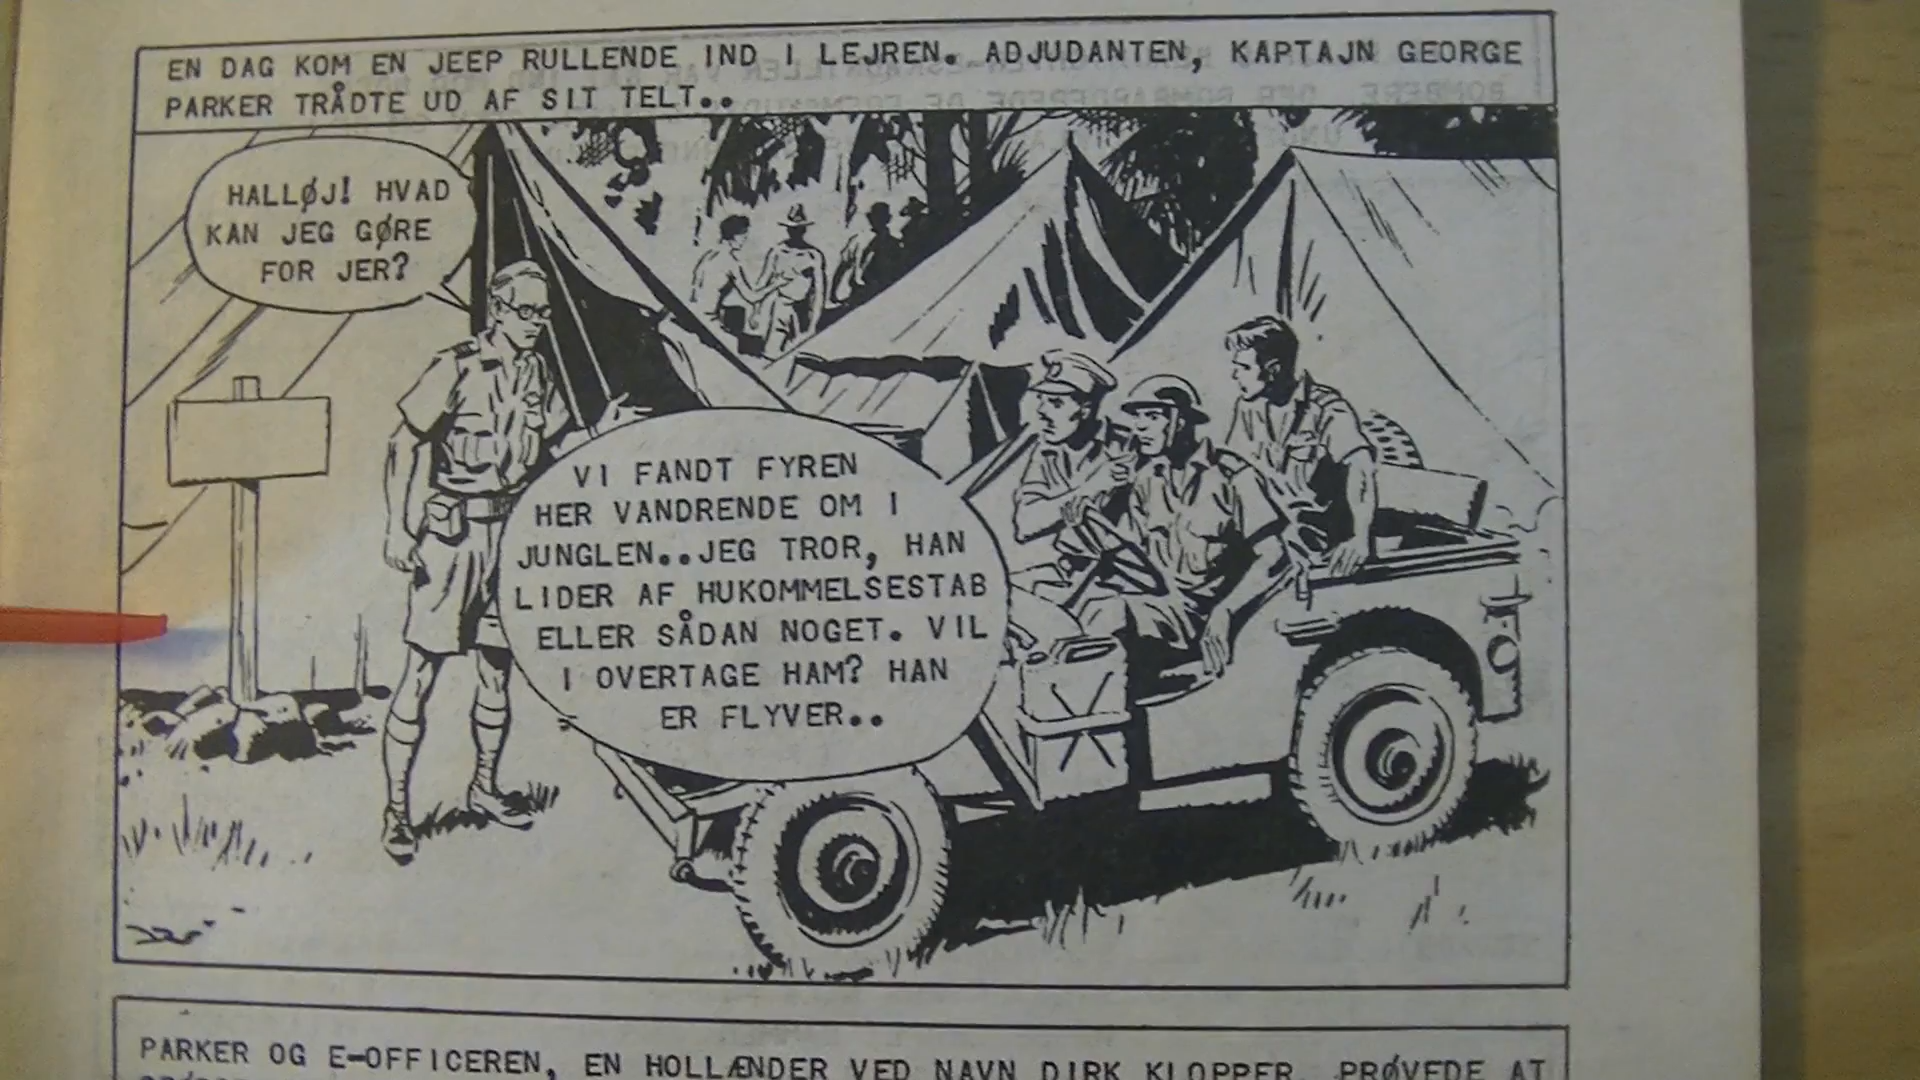 EN DAG KOM EN JEEP RULLENDE IND I LEJREN. ADJUDANTEN, KAPTAJN GEORGE
PARKER TRÅDTE UD AF SIT TELT..
HALLØJ! HVAD
KAN JEG GØRE
FOR JER?
VI FANDT FYREN
HER VANDRENDE OM I
JUNGLEN..JEG TROR, HAN
LIDER AF HUKOMMELSESTAB
ELLER SÅDAN NOGET. VIL
I OVERTAGE HAM? HAN
ER FLYVER..
PARKER OG E-OFFICEREN, EN HOLLÆNDER VED NAVN DIRK KLOPPER, PRØVEDE AT